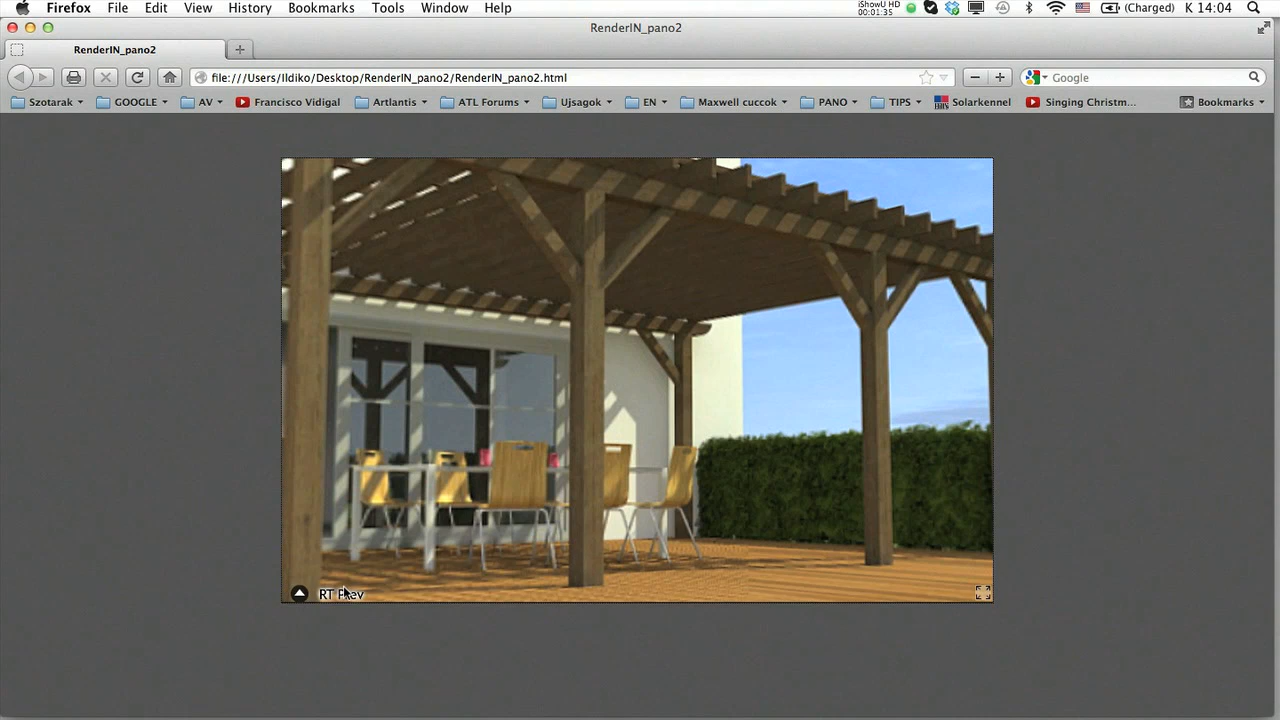 Firefox File Edit View History Bookmarks Tools Window Help iShowU HD 00:01:35 (Charged) K 14:04
RenderIN_pano2
RenderIN_pano2
file:///Users/Ildiko/Desktop/RenderIN_pano2/RenderIN_pano2.html Google
Szotarak GOOGLE AV Francisco Vidigal Artlantis ATL Forums Ujsagok EN Maxwell cuccok PANO TIPS Solarkennel Singing Christm... Bookmarks
RT